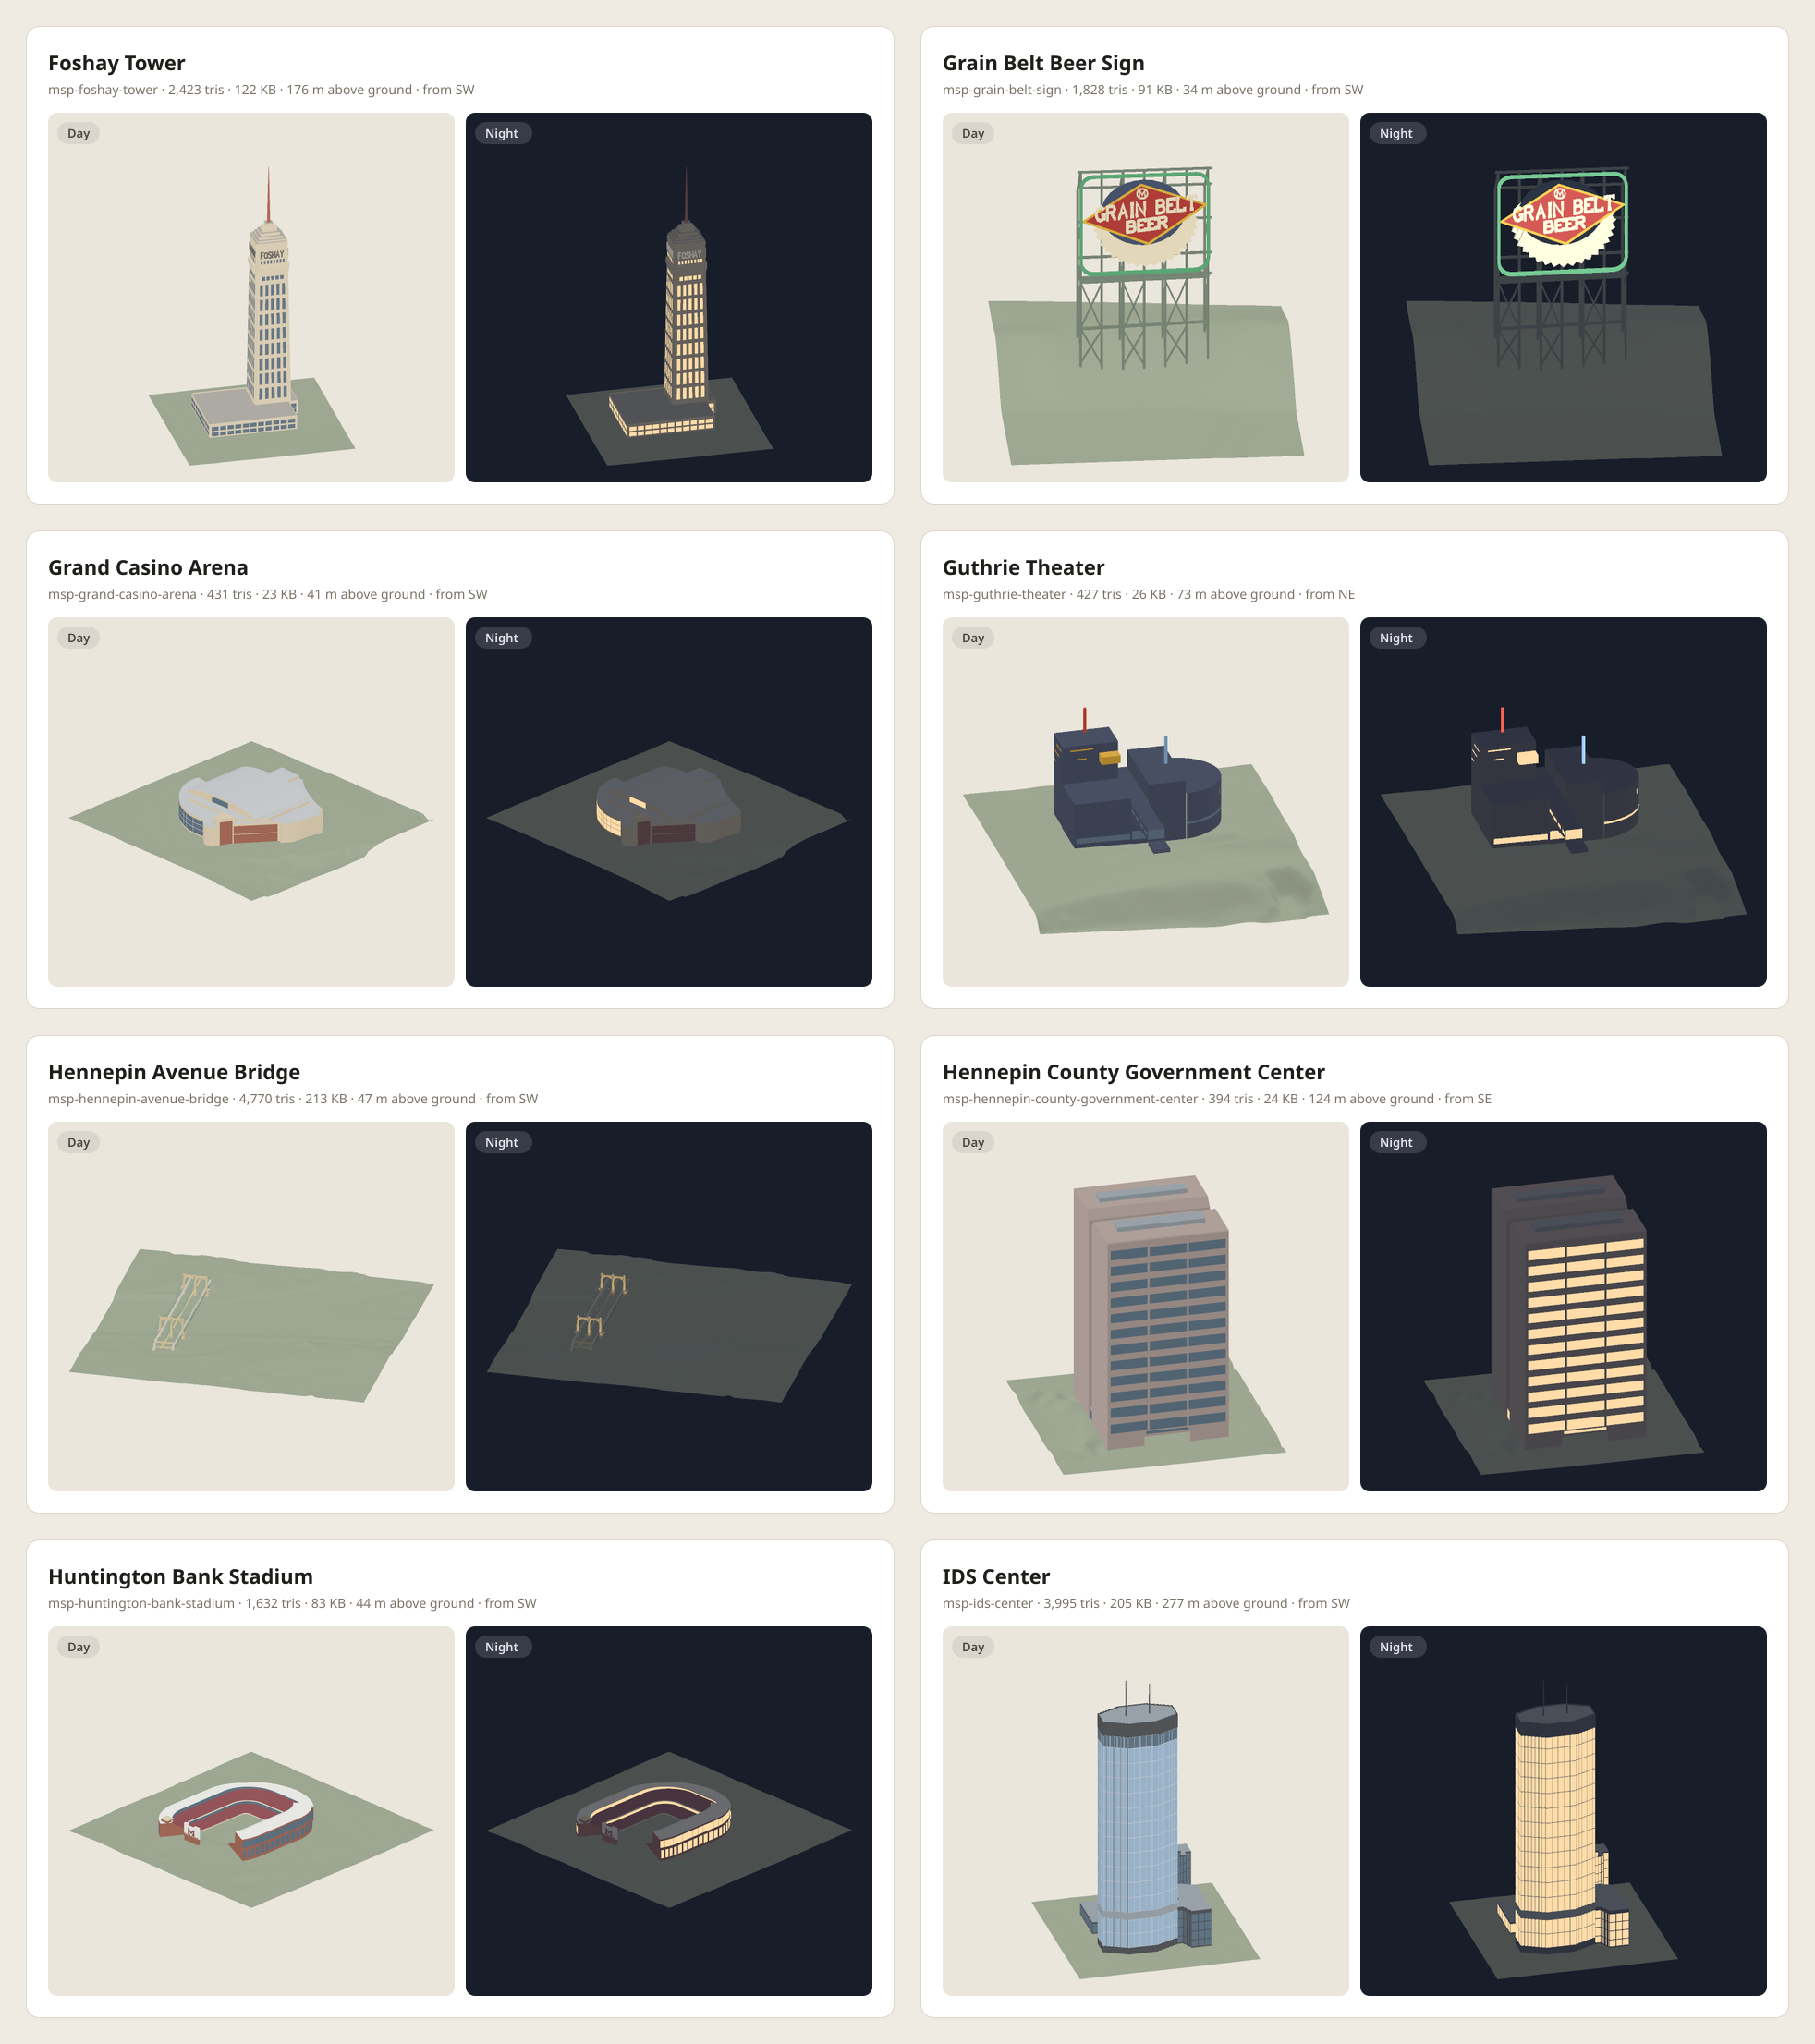 Foshay Tower
msp-foshay-tower · 2,423 tris · 122 KB · 176 m above ground · from SW
Day
FOSHAY
Night
FOSHAY
Grain Belt Beer Sign
msp-grain-belt-sign · 1,828 tris · 91 KB · 34 m above ground · from SW
Day
M
GRAIN BELT
BEER
Night
M
GRAIN BELT
BEER
Grand Casino Arena
msp-grand-casino-arena · 431 tris · 23 KB · 41 m above ground · from SW
Day
Night
Guthrie Theater
msp-guthrie-theater · 427 tris · 26 KB · 73 m above ground · from NE
Day
Night
Hennepin Avenue Bridge
msp-hennepin-avenue-bridge · 4,770 tris · 213 KB · 47 m above ground · from SW
Day
Night
Hennepin County Government Center
msp-hennepin-county-government-center · 394 tris · 24 KB · 124 m above ground · from SE
Day
Night
Huntington Bank Stadium
msp-huntington-bank-stadium · 1,632 tris · 83 KB · 44 m above ground · from SW
Day
M
Night
M
IDS Center
msp-ids-center · 3,995 tris · 205 KB · 277 m above ground · from SW
Day
Night